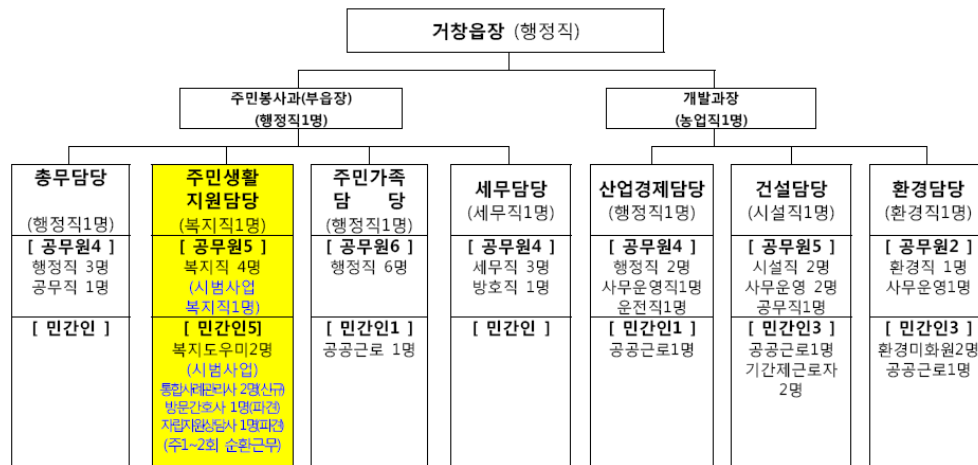 거창읍장 (행정직)
주민봉사과(부읍장)
(행정직1명)
개발과장
(농업직1명)
총무담당
(행정직1명)
주민생활
지원담당
(복지직1명)
주민가족
담 당
(행정직1명)
세무담당
(세무직1명)
산업경제담당
(행정직1명)
건설담당
(시설직1명)
환경담당
(환경직1명)
[ 공무원4 ]
행정직 3명
공무직 1명
[ 공무원5 ]
복지직 4명
(시범사업
복지직1명)
[ 공무원6 ]
행정직 6명
[ 공무원4 ]
세무직 3명
방호직 1명
[ 공무원4 ]
행정직 2명
사무운영직1명
운전직1명
[ 공무원5 ]
시설직 2명
사무운영 2명
공무직1명
[ 공무원2 ]
환경직 1명
사무운영1명
[ 민간인 ]
[ 민간인5]
복지도우미2명
(시범사업)
통합사례관리사 2명(신규)
방문간호사 1명(파견)
자립지원상담사 1명(파견)
(주1~2회 순환근무)
[ 민간인1 ]
공공근로 1명
[ 민간인 ]
[ 민간인1 ]
공공근로1명
[ 민간인3 ]
공공근로1명
기간제근로자
2명
[ 민간인3 ]
환경미화원2명
공공근로1명